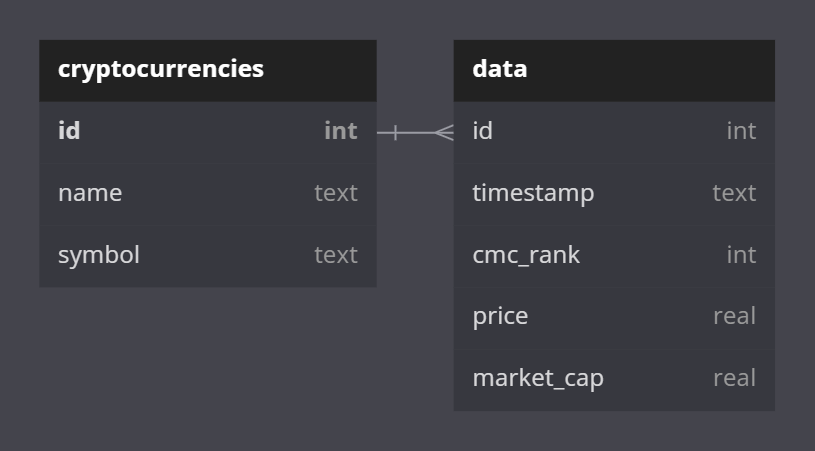 cryptocurrencies
id int
name text
symbol text
data
id int
timestamp text
cmc_rank int
price real
market_cap real